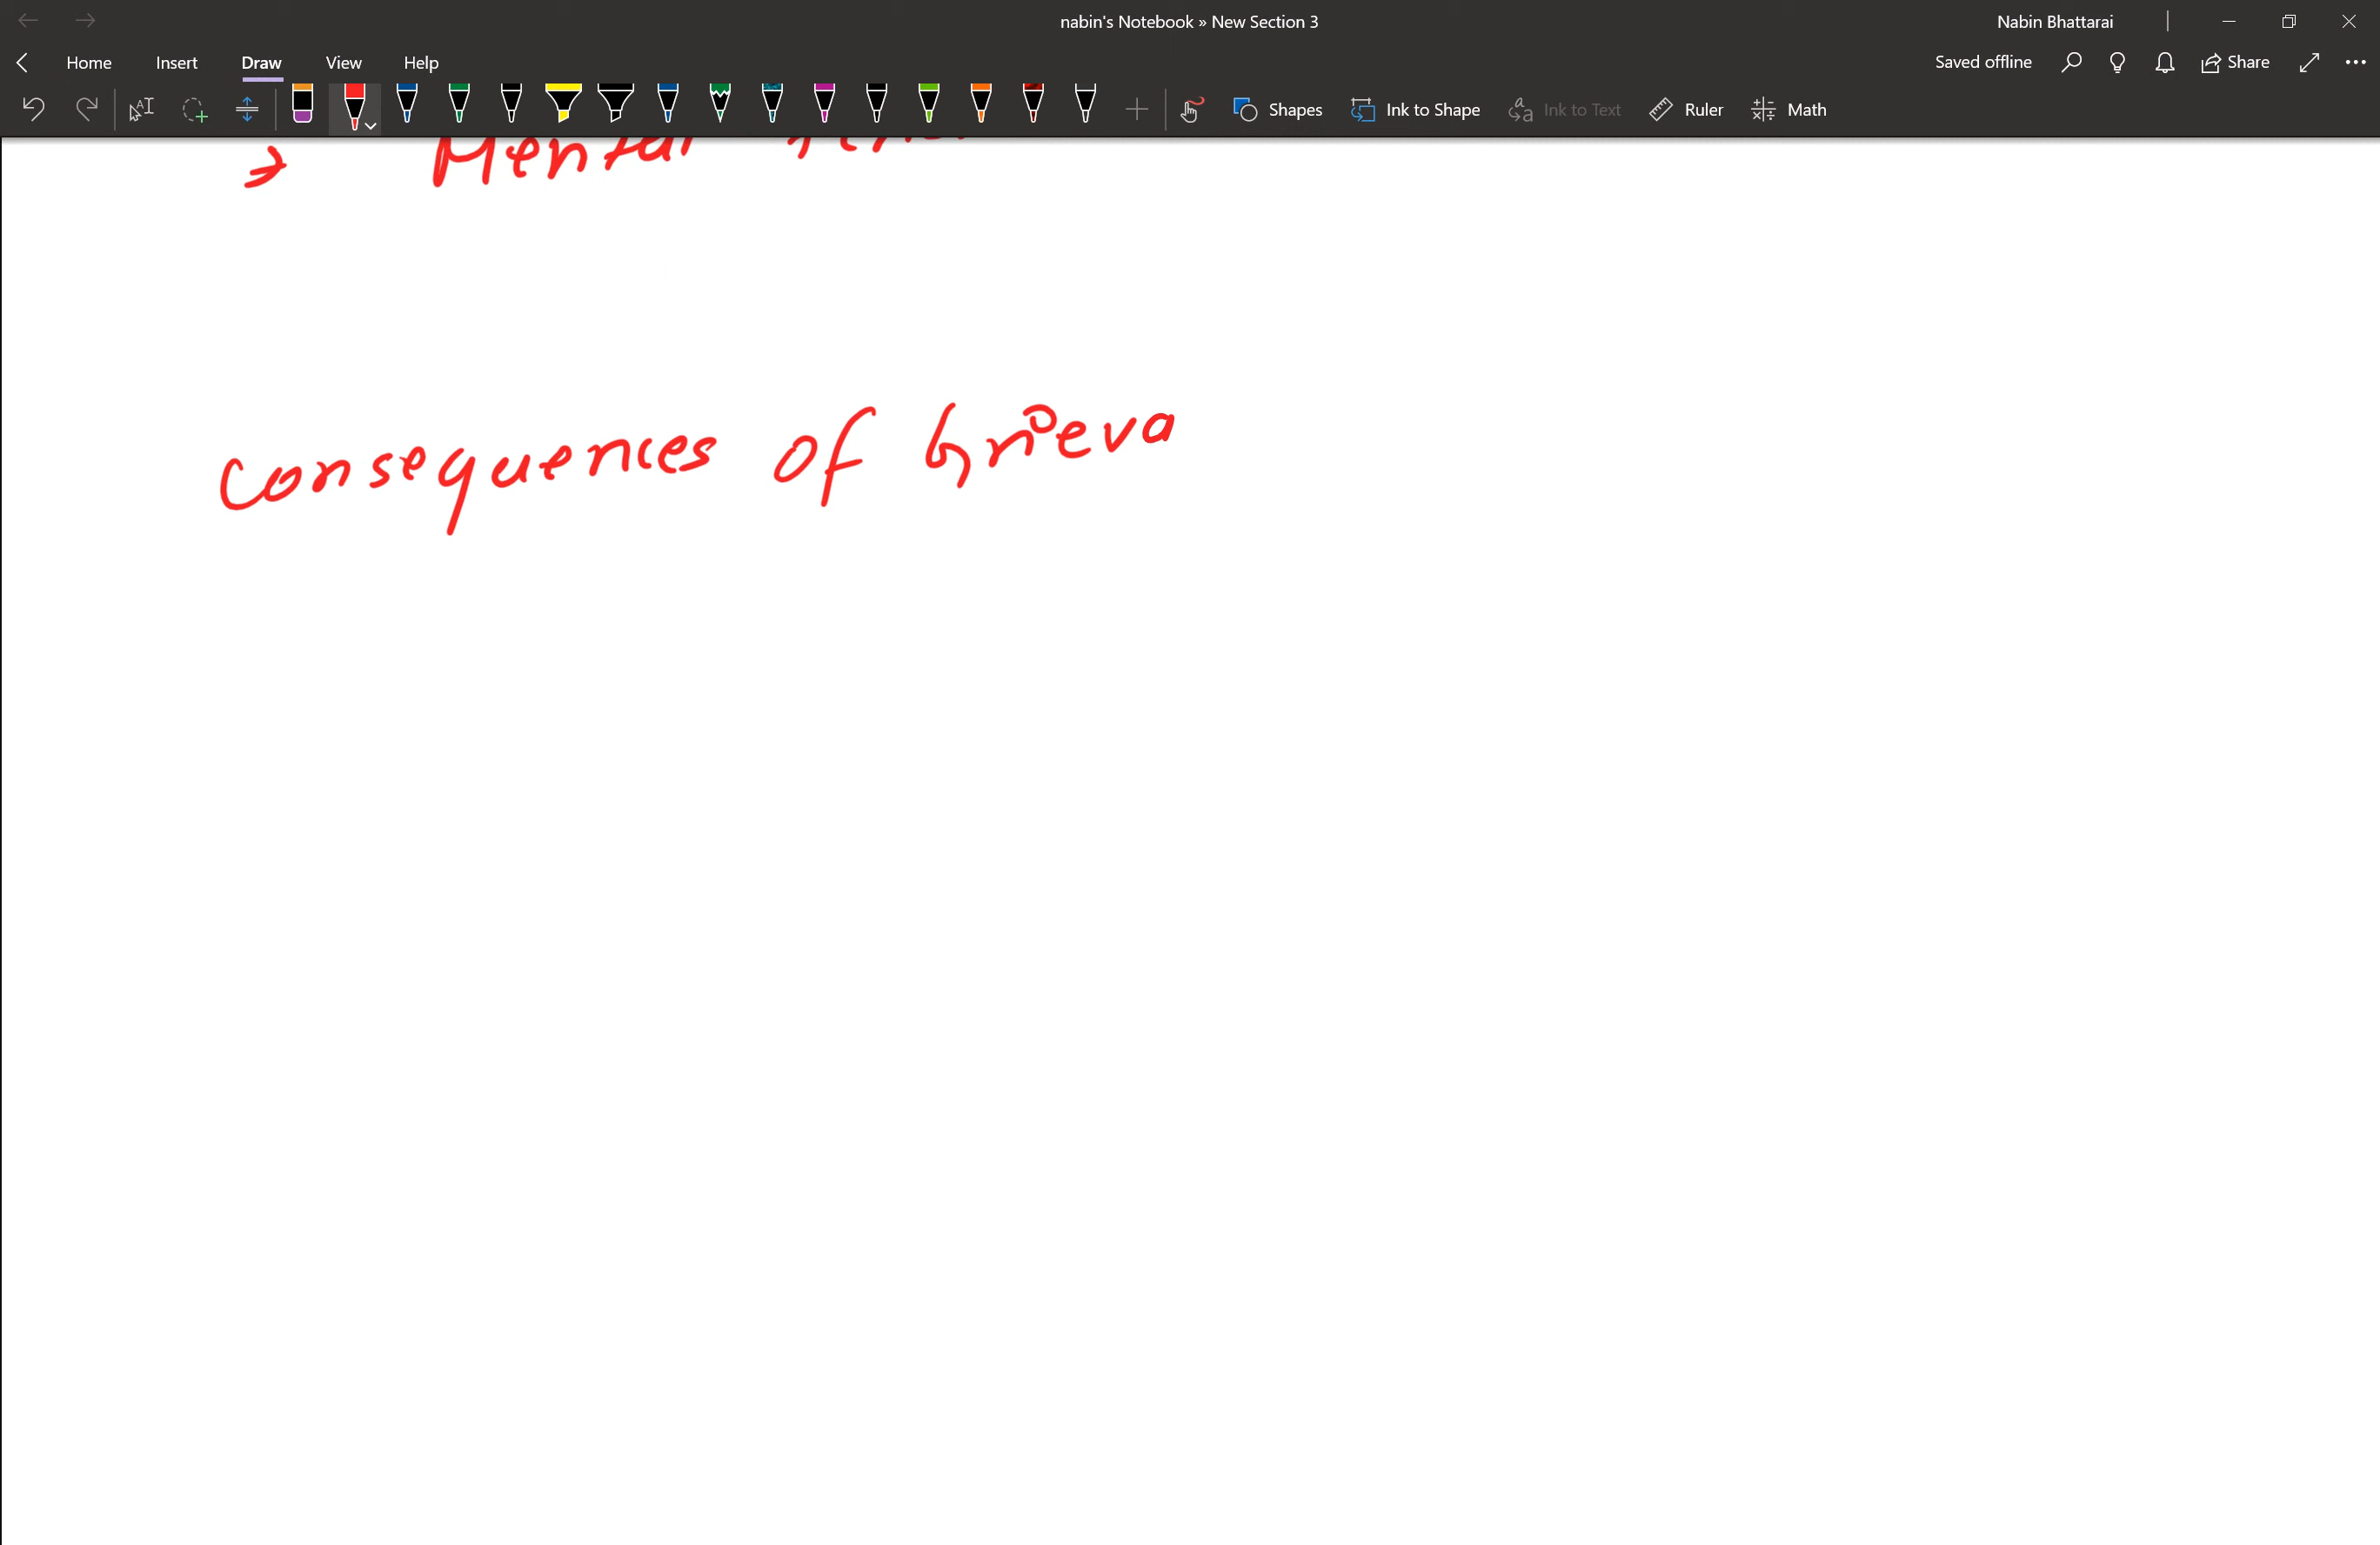 nabin's Notebook » New Section 3
Nabin Bhattarai
Home Insert Draw View Help
Saved offline
Share
Shapes Ink to Shape Ink to Text Ruler Math
→ Mental
Consequences of Grieva